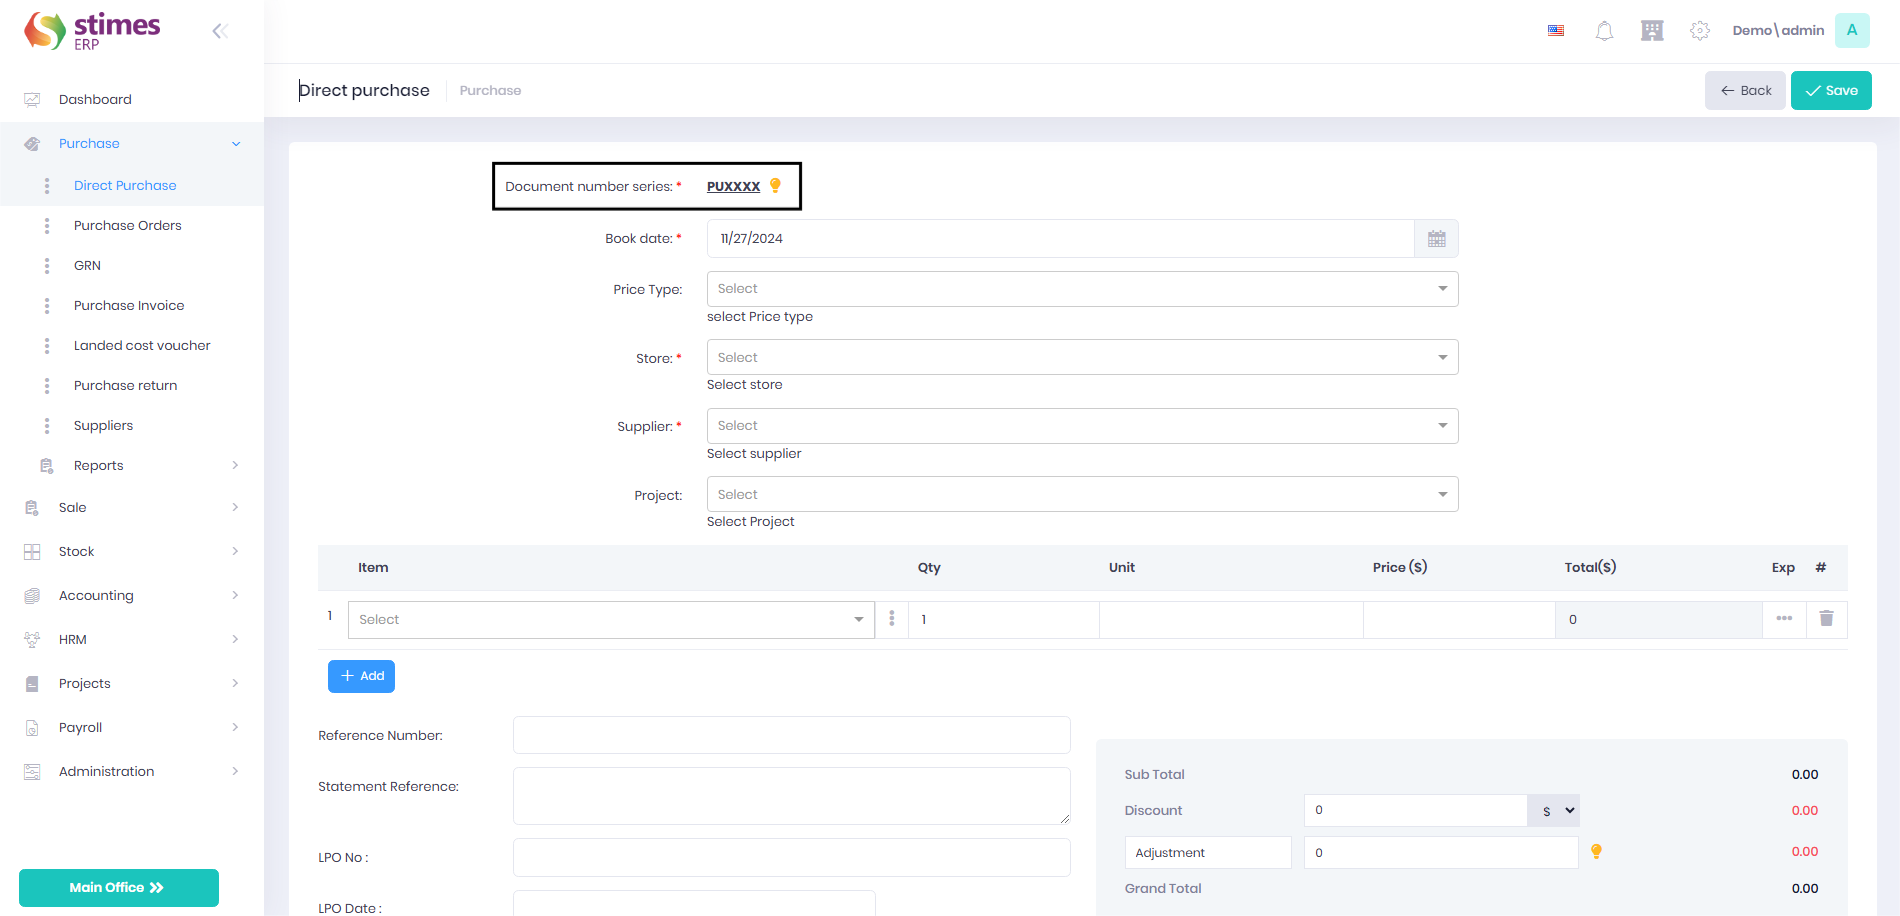 stimes
ERP
Demo\admin
A
Direct purchase
Purchase
Back
Save
Dashboard
Purchase
Direct Purchase
Purchase Orders
GRN
Purchase Invoice
Landed cost voucher
Purchase return
Suppliers
Reports
Sale
Stock
Accounting
HRM
Projects
Payroll
Administration
Main Office
Document number series: * PUXXXX
Book date: * 11/27/2024
Price Type: Select
select Price type
Store: * Select
Select store
Supplier: * Select
Select supplier
Project: Select
Select Project
Item Qty Unit Price ($) Total($) Exp #
1 Select 1 0
Add
Reference Number:
Statement Reference:
LPO No :
LPO Date :
Sub Total 0.00
Discount 0 $ 0.00
Adjustment 0 0.00
Grand Total 0.00